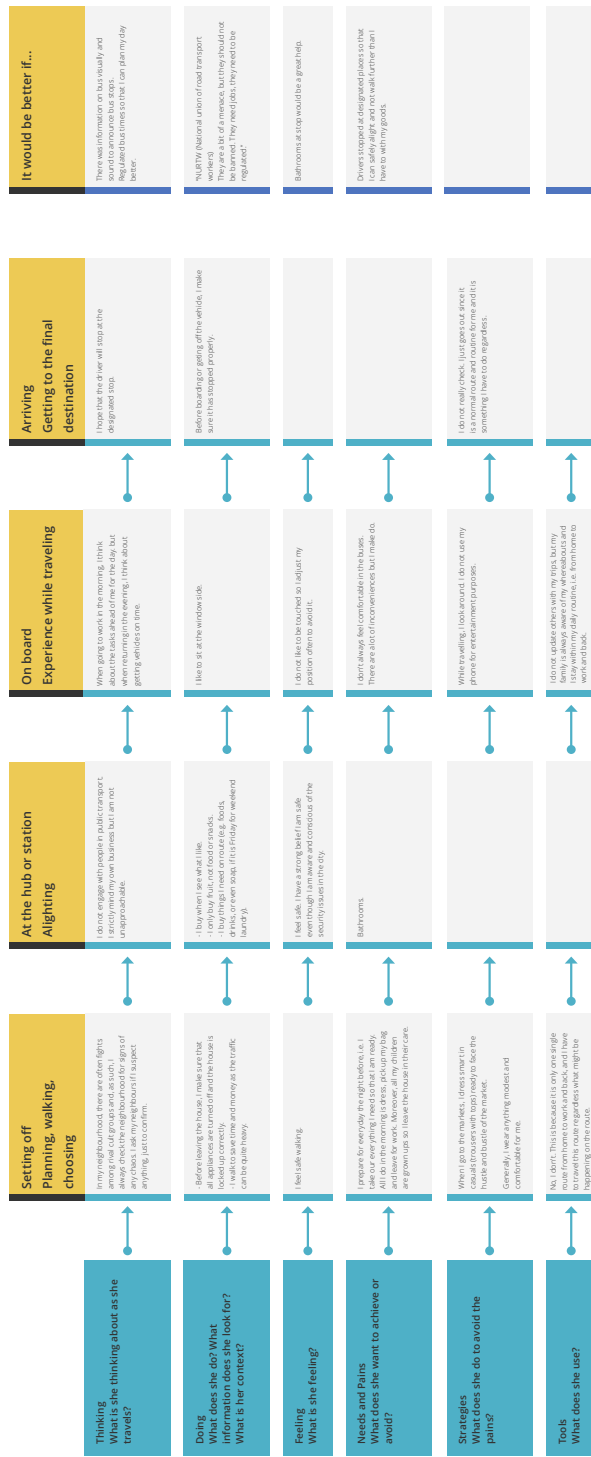 Setting off
Planning, walking,
choosing
At the hub or station
Alighting
On board
Experience while traveling
Arriving
Getting to the final
destination
It would be better if...
Thinking
What is she thinking about as she
travels?
In my neighbourhood, there are often fights
among rival cult groups and, as such, I
always check the neighbourhood for signs of
any chaos. I ask my neighbours if I suspect
anything, just to confirm.
I do not engage with people in public transport.
I strictly mind my own business but I am not
unapproachable.
When going to work in the morning, I think
about the tasks ahead of me for the day, but
when returning in the evening, I think about
getting vehicles on time.
I hope that the driver will stop at the
designated stop.
There was information on bus visually and
sound to announce bus stops.
Regulated bus times so that I can plan my day
better.
Doing
What does she do? What
information does she look for?
What is her context?
- Before leaving the house, I make sure that
all appliances are turned off and the house is
locked up correctly.
- I walk to save time and money as the traffic
can be quite heavy.
- I buy when I see what I like.
- I only buy fruit, not food or snacks.
- I buy things I need on route (e.g. foods,
drinks, or even soap, if it is Friday for weekend
laundry).
I like to sit at the window side.
Before boarding or getting off the vehicle, I make
sure it has stopped properly.
"NURTW (National union of road transport
workers)
They are a bit of a menace, but they should not
be banned. They need jobs, they need to be
regulated."
Feeling
What is she feeling?
I feel safe walking.
I feel safe. I have a strong belief I am safe
even though I am aware and conscious of the
security issues in the city.
I do not like to be touched so I adjust my
position often to avoid it.
Bathrooms at stop would be a great help.
Needs and Pains
What does she want to achieve or
avoid?
I prepare for everyday the night before, i.e. I
take our everything I need so that I am ready.
All I do in the morning is dress, pick up my bag
and leave for work. Moreover, all my children
are grown ups so I leave the house in their care.
Bathrooms.
I don't always feel comfortable in the buses.
There are a lot of inconveniences but I make do.
Drivers stopped at designated places so that
I can safely alight and not walk further than I
have to with my goods.
Strategies
What does she do to avoid the
pains?
When I go to the markets, I dress smart in
casuals (trousers with tops) ready to face the
hustle and bustle of the market.
Generally, I wear anything modest and
comfortable for me.
While travelling, I look around. I do not use my
phone for entertainment purposes.
I do not really check. I just goes out since it
is a normal route and routine for me and it is
something I have to do regardless.
Tools
What does she use?
No, I don't. This is because it is only one single
route from home to work and back, and I have
to travel this route regardless what might be
happening on the route.
I do not update others with my trips, but my
family is always aware of my whereabouts and
I stay within my daily routine, i.e. from home to
work and back.